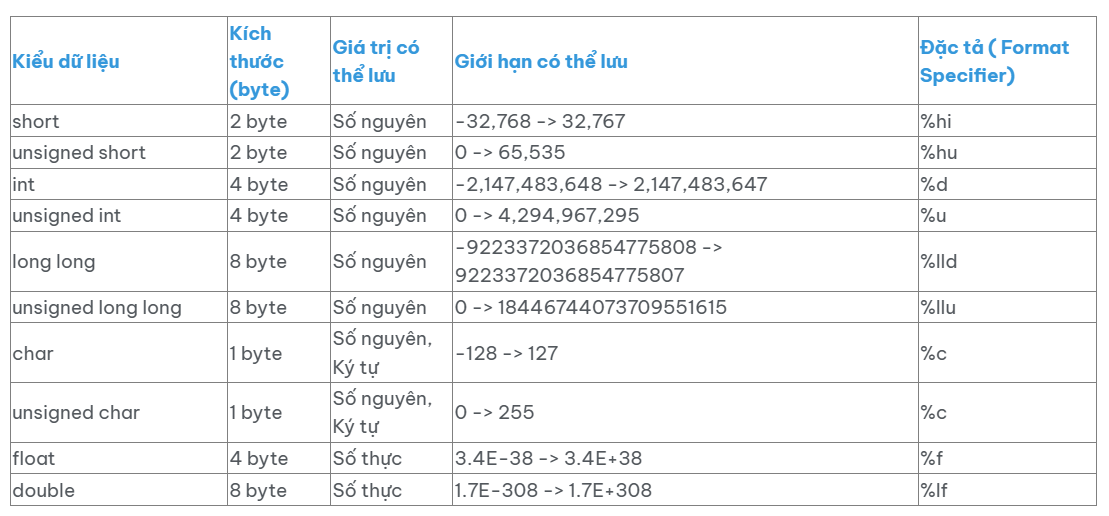 Kiểu dữ liệu
Kích
thước
(byte)
Giá trị có
thể lưu
Giới hạn có thể lưu
Đặc tả ( Format
Specifier)
short
2 byte
Số nguyên
-32,768 -> 32,767
%hi
unsigned short
2 byte
Số nguyên
0 -> 65,535
%hu
int
4 byte
Số nguyên
-2,147,483,648 -> 2,147,483,647
%d
unsigned int
4 byte
Số nguyên
0 -> 4,294,967,295
%u
long long
8 byte
Số nguyên
-9223372036854775808 ->
9223372036854775807
%lld
unsigned long long
8 byte
Số nguyên
0 -> 18446744073709551615
%llu
char
1 byte
Số nguyên,
Ký tự
-128 -> 127
%c
unsigned char
1 byte
Số nguyên,
Ký tự
0 -> 255
%c
float
4 byte
Số thực
3.4E-38 -> 3.4E+38
%f
double
8 byte
Số thực
1.7E-308 -> 1.7E+308
%lf